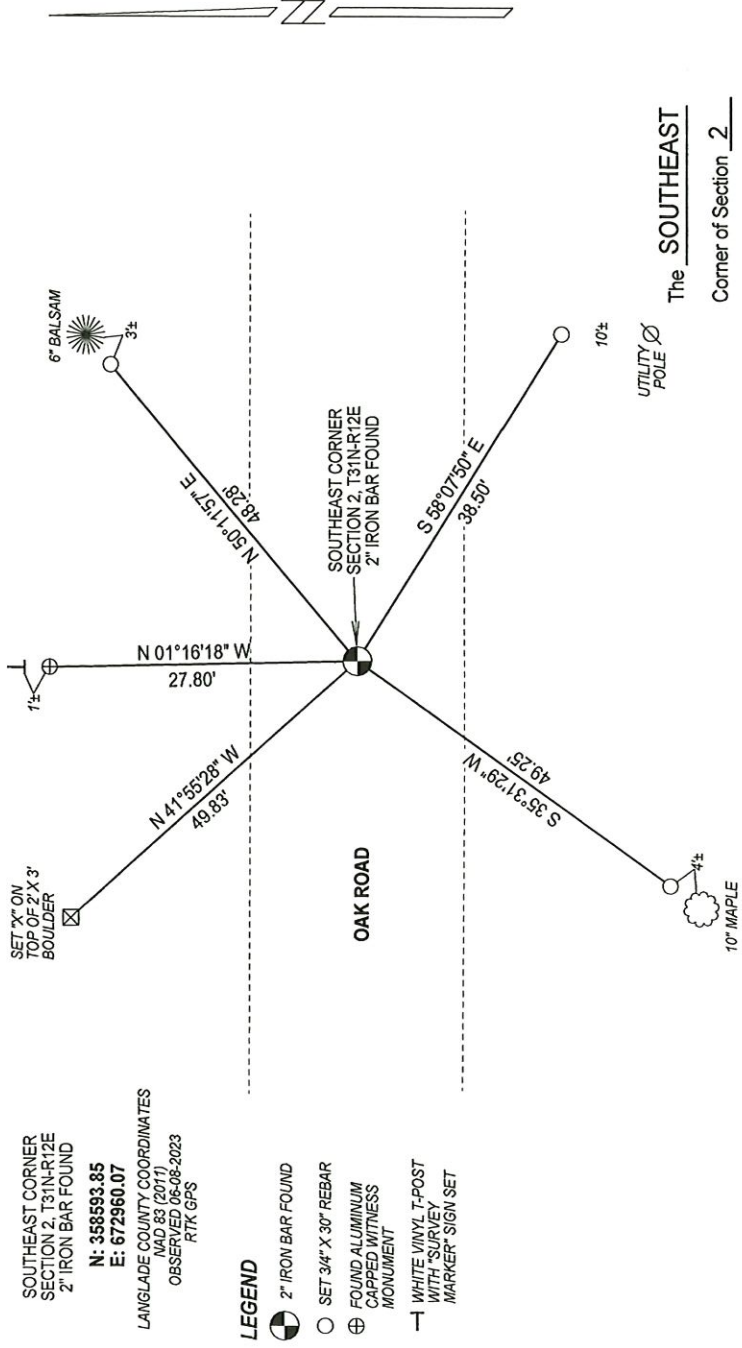 SOUTHEAST CORNER
SECTION 2, T31N-R12E
2" IRON BAR FOUND
N: 358593.85
E: 672960.07
LANGLADE COUNTY COORDINATES
NAD 83 (2011)
OBSERVED 06-08-2023
RTK GPS
LEGEND
2" IRON BAR FOUND
SET 3/4" X 30" REBAR
FOUND ALUMINUM
CAPPED WITNESS
MONUMENT
WHITE VINYL T-POST
WITH "SURVEY
MARKER" SIGN SET
SET "X" ON
TOP OF 2' X 3'
BOULDER
N 41°55'28" W
49.83'
1'±
N 01°16'18" W
27.80'
6" BALSAM
3'±
N 50°11'57" E
48.28'
SOUTHEAST CORNER
SECTION 2, T31N-R12E
2" IRON BAR FOUND
OAK ROAD
S 58°07'50" E
38.50'
10'±
UTILITY
POLE
S 35°31'29" W
49.25'
4'±
10" MAPLE
N
The SOUTHEAST
Corner of Section 2